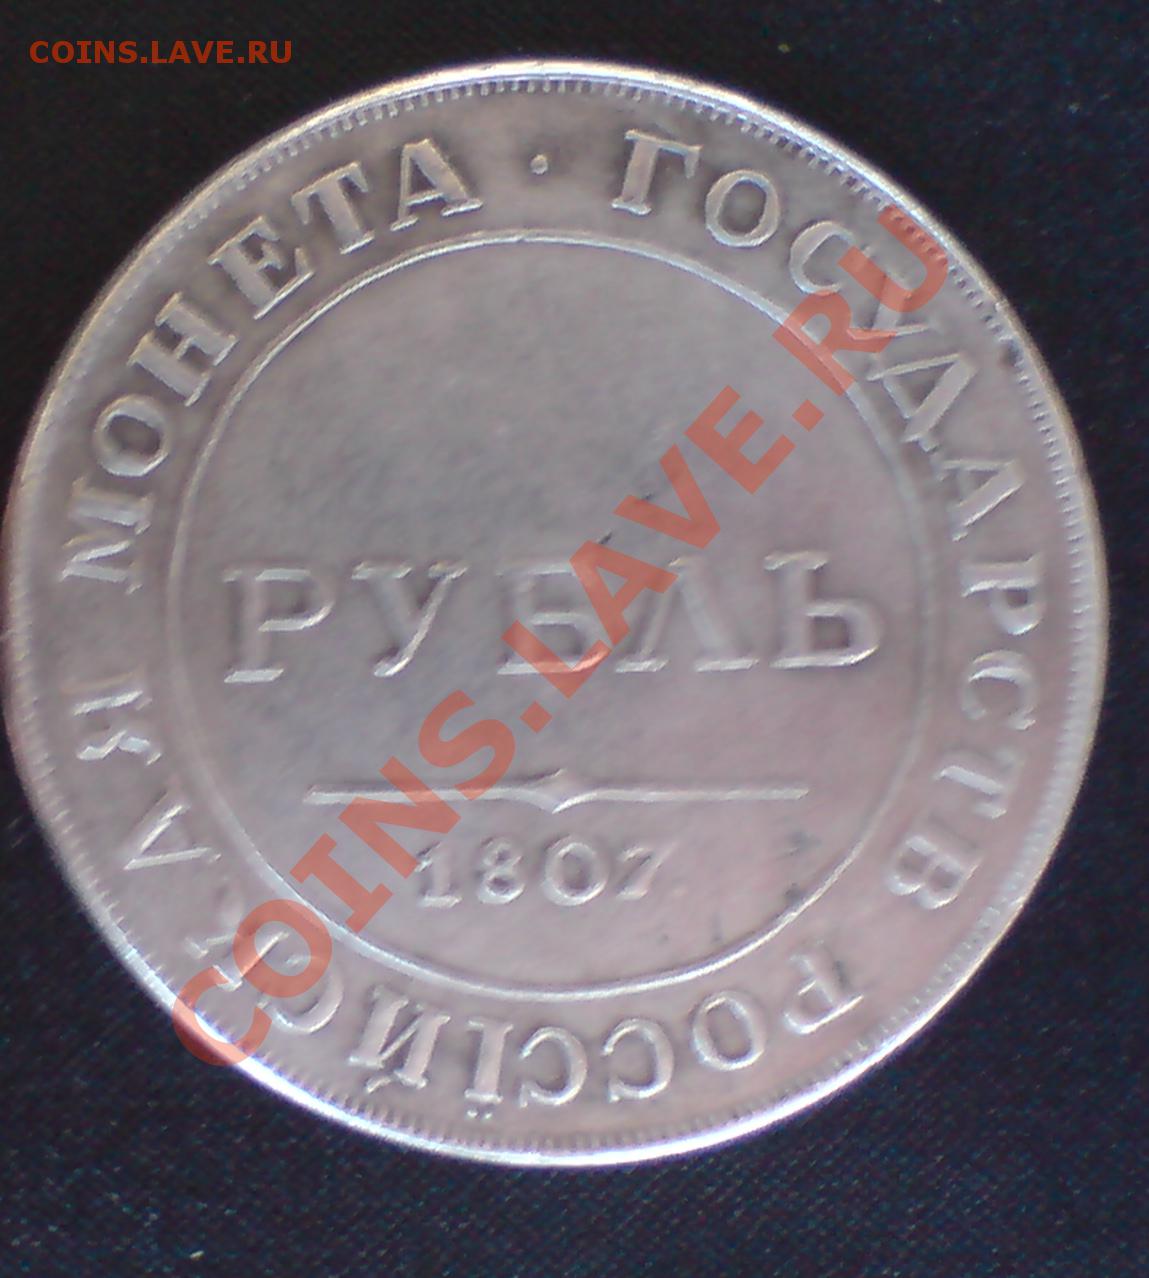 COINS.LAVE.RU
МОНЕТА · ГОСУДАРСТВ РОССІЙСКАЯ
РУБЛЬ
1807
COINS.LAVE.RU